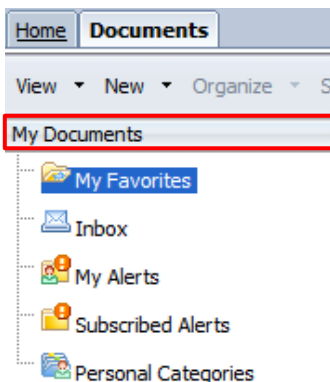 Home Documents
View New Organize S
My Documents
My Favorites
Inbox
My Alerts
Subscribed Alerts
Personal Categories